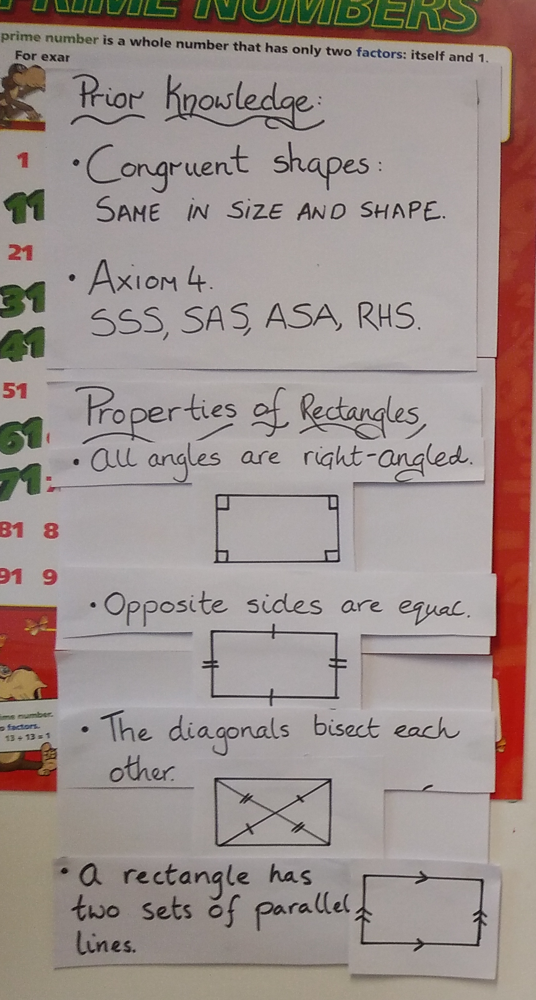 PRIME NUMBERS
prime number is a whole number that has only two factors: itself and 1.
For exar
Prior Knowledge:
• Congruent shapes:
SAME IN SIZE AND SHAPE.
• Axiom 4.
SSS, SAS, ASA, RHS.
Properties of Rectangles,
• All angles are right-angled.
• Opposite sides are equal.
• The diagonals bisect each
other.
• A rectangle has
two sets of parallel
lines.
1
11
21
31
41
51
61
71
81 8
91 9
ime number.
o factors.
13 ÷ 13 = 1